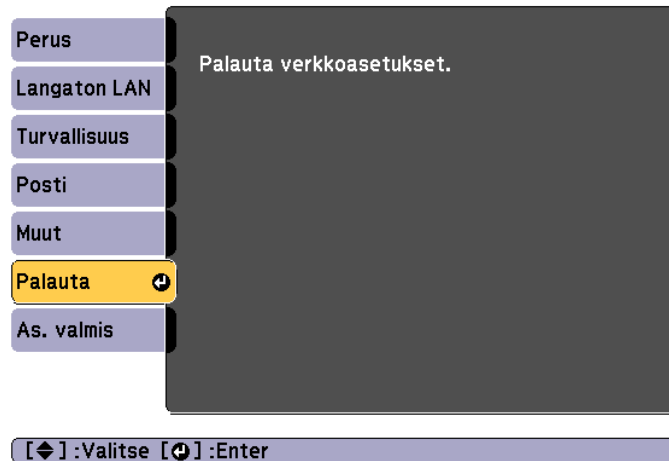 Perus
Langaton LAN
Turvallisuus
Posti
Muut
Palauta
As. valmis
Palauta verkkoasetukset.
[◆] :Valitse [⏎] :Enter